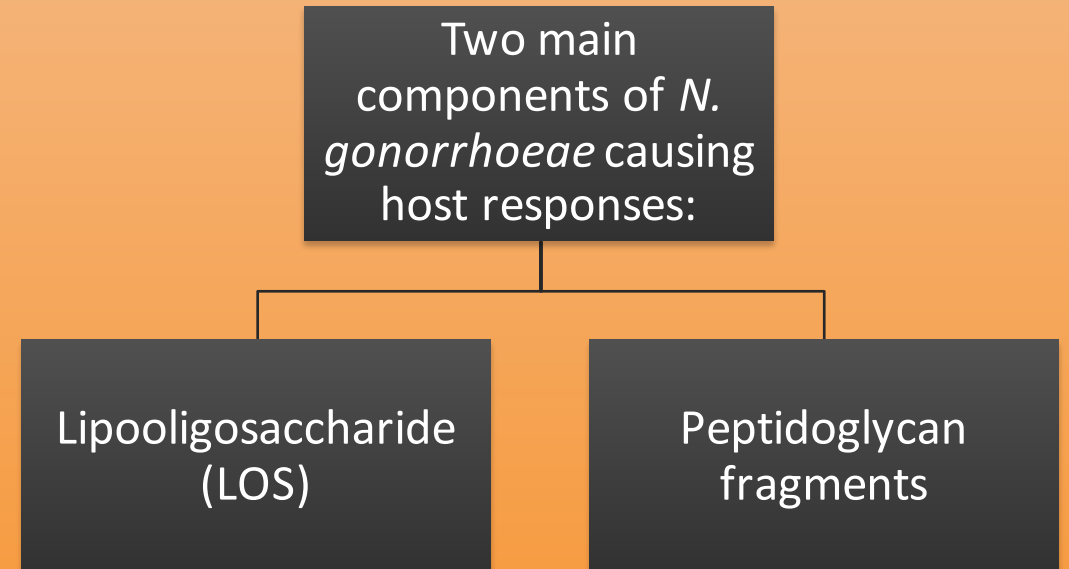 Two main
components of N.
gonorrhoeae causing
host responses:
Lipooligosaccharide
(LOS)
Peptidoglycan
fragments